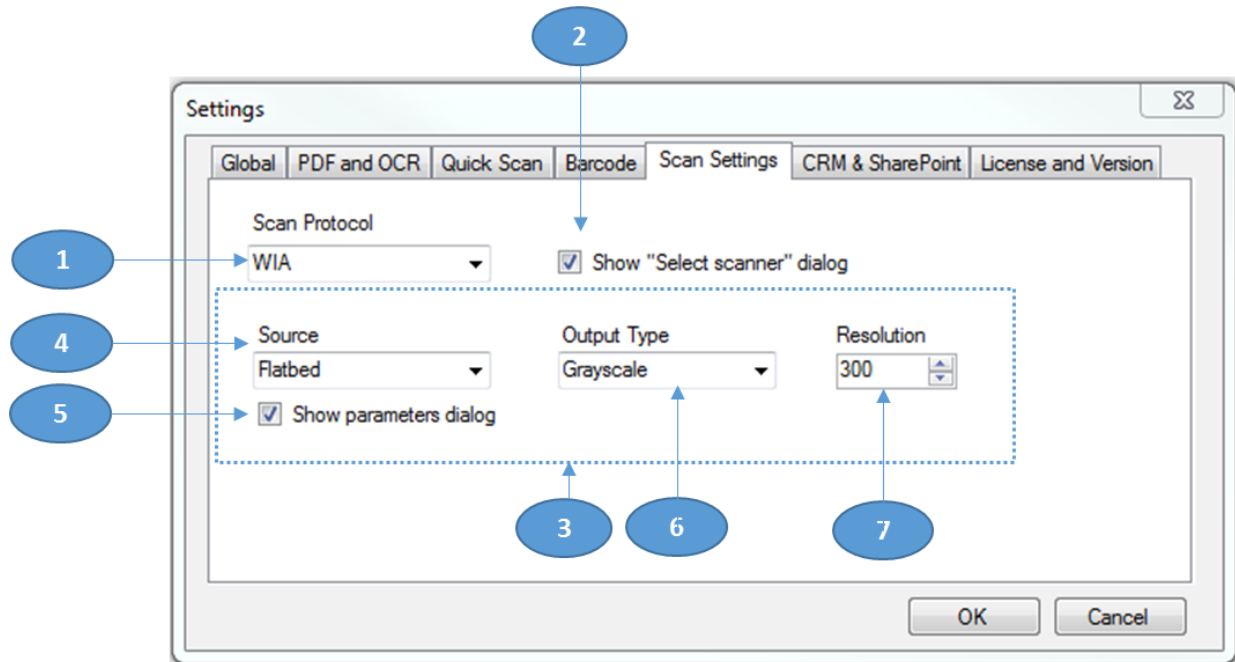 2
Settings
Global PDF and OCR Quick Scan Barcode Scan Settings CRM & SharePoint License and Version
Scan Protocol
1 WIA Show "Select scanner" dialog
4 Source Output Type Resolution
Flatbed Grayscale 300
5 Show parameters dialog
3 6 7
OK Cancel